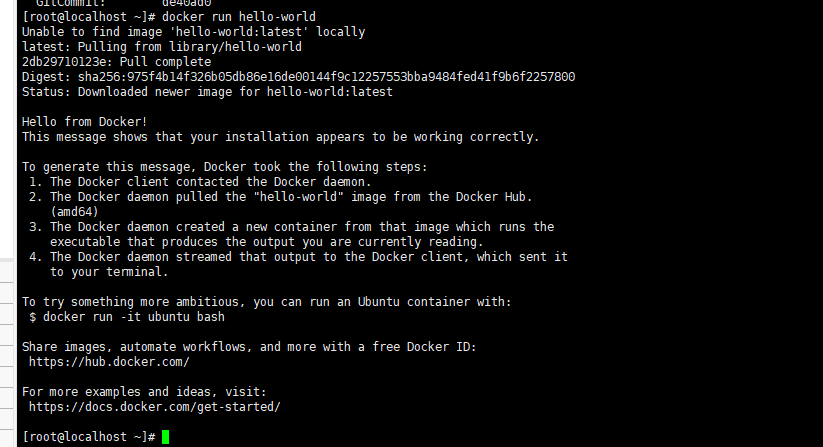 GitCommit: de40ad0
[root@localhost ~]# docker run hello-world
Unable to find image 'hello-world:latest' locally
latest: Pulling from library/hello-world
2db29710123e: Pull complete
Digest: sha256:975f4b14f326b05db86e16de00144f9c12257553bba9484fed41f9b6f2257800
Status: Downloaded newer image for hello-world:latest
Hello from Docker!
This message shows that your installation appears to be working correctly.
To generate this message, Docker took the following steps:
1. The Docker client contacted the Docker daemon.
2. The Docker daemon pulled the "hello-world" image from the Docker Hub.
(amd64)
3. The Docker daemon created a new container from that image which runs the
executable that produces the output you are currently reading.
4. The Docker daemon streamed that output to the Docker client, which sent it
to your terminal.
To try something more ambitious, you can run an Ubuntu container with:
$ docker run -it ubuntu bash
Share images, automate workflows, and more with a free Docker ID:
https://hub.docker.com/
For more examples and ideas, visit:
https://docs.docker.com/get-started/
[root@localhost ~]#